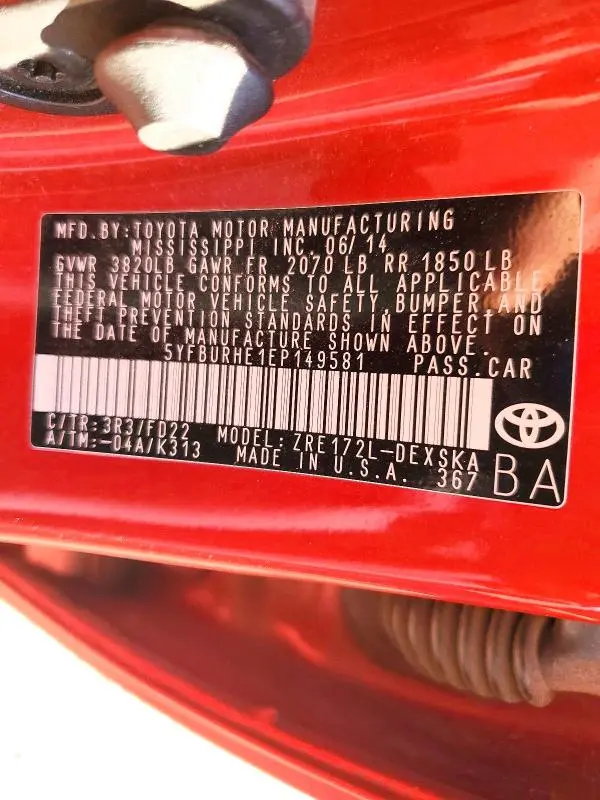 MFD.BY:TOYOTA MOTOR MANUFACTURING
MISSISSIPPI INC 06/14
GVWR 3820LB GAWR FR 2070 LB RR 1850 LB
THIS VEHICLE CONFORMS TO ALL APPLICABLE
FEDERAL MOTOR VEHICLE SAFETY,BUMPER,AND
THEFT PREVENTION STANDARDS IN EFFECT ON
THE DATE OF MANUFACTURE SHOWN ABOVE.
5YFBURHE1EP149581 PASS.CAR
C/TR:3R3/FD22 MODEL:ZRE172L-DEXSKA
A/TM:-04A/K313 MADE IN U.S.A. 367
BA